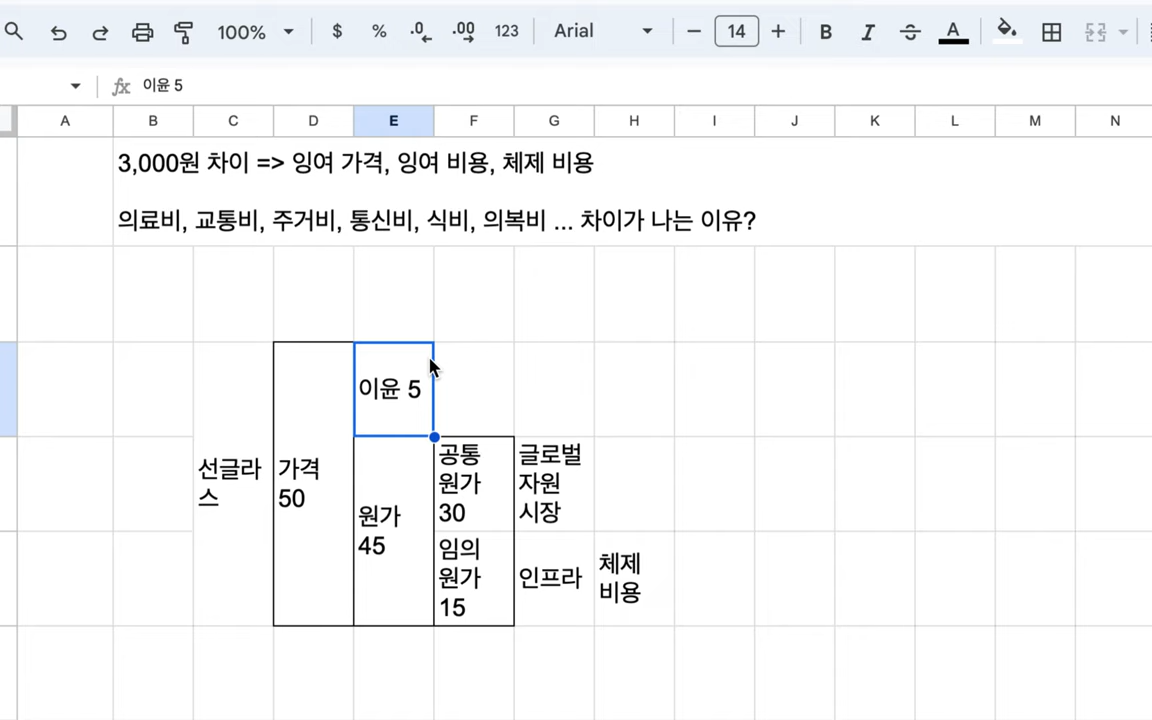 100%
$
%
.0
.00
123
Arial
14
B
I
A
fx 이윤 5
A B C D E F G H I J K L M N
3,000원 차이 => 잉여 가격, 잉여 비용, 체제 비용
의료비, 교통비, 주거비, 통신비, 식비, 의복비 ... 차이가 나는 이유?
선글라
스
가격
50
이윤 5
원가
45
공통
원가
30
글로벌
자원
시장
임의
원가
15
인프라
체제
비용